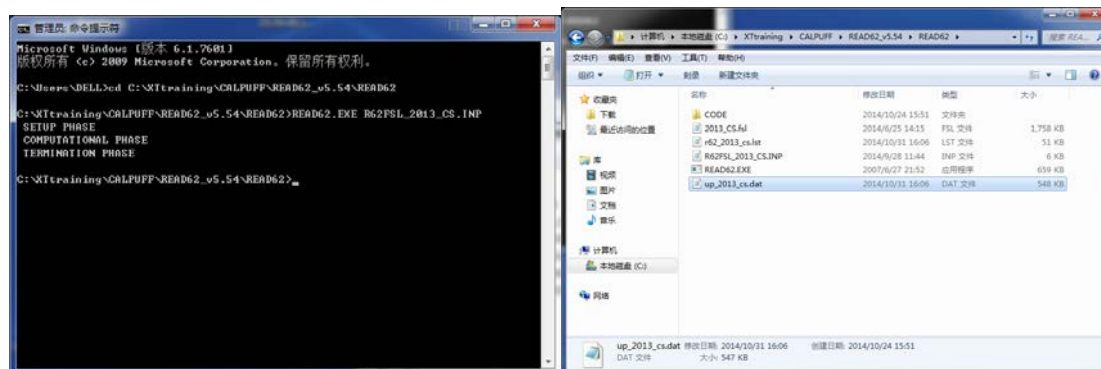 管理员: 命令提示符
Microsoft Windows [版本 6.1.7601]
版权所有 (c) 2009 Microsoft Corporation。保留所有权利。
C:\Users\DELL>cd C:\XTtraining\CALPUFF\READ62_v5.54\READ62
C:\XTtraining\CALPUFF\READ62_v5.54\READ62>READ62.EXE R62FSL_2013_CS.INP
SETUP PHASE
COMPUTATIONAL PHASE
TERMINATION PHASE
C:\XTtraining\CALPUFF\READ62_v5.54\READ62>
计算机 ▸ 本地磁盘 (C:) ▸ XTtraining ▸ CALPUFF ▸ READ62_v5.54 ▸ READ62 ▸
搜索 REA...
文件(F) 编辑(E) 查看(V) 工具(T) 帮助(H)
组织 打开 刻录 新建文件夹
名称 修改日期 类型 大小
收藏夹
下载
最近访问的位置
库
视频
图片
文档
音乐
计算机
本地磁盘 (C:)
网络
CODE 2014/10/24 15:51 文件夹
2013_CS.fsl 2014/6/25 14:15 FSL 文件 1,758 KB
r62_2013_cs.lst 2014/10/31 16:06 LST 文件 51 KB
R62FSL_2013_CS.INP 2014/9/28 11:44 INP 文件 6 KB
READ62.EXE 2007/6/27 21:52 应用程序 659 KB
up_2013_cs.dat 2014/10/31 16:06 DAT 文件 548 KB
up_2013_cs.dat 修改日期: 2014/10/31 16:06 创建日期: 2014/10/24 15:51
DAT 文件 大小: 547 KB